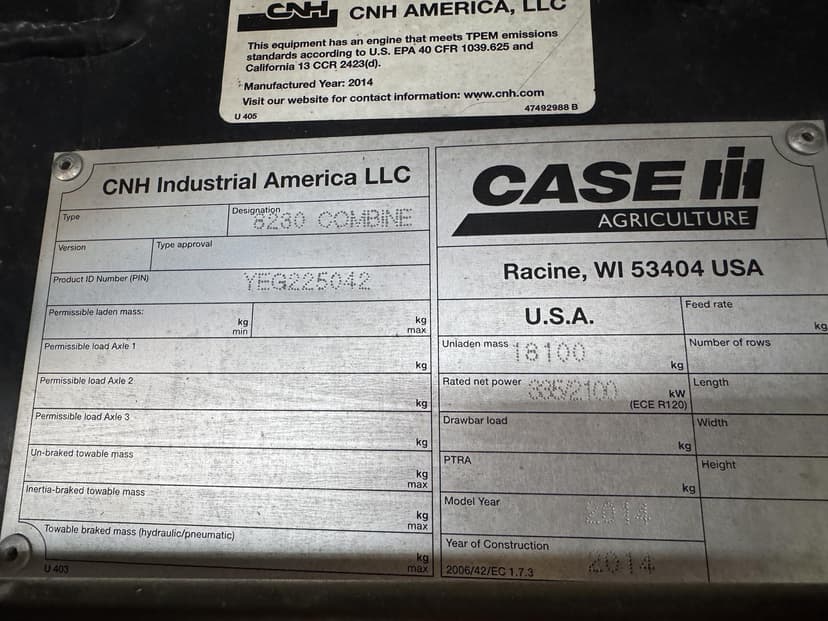 CNH CNH AMERICA, LLC
This equipment has an engine that meets TPEM emissions
standards according to U.S. EPA 40 CFR 1039.625 and
California 13 CCR 2423(d).
Manufactured Year: 2014
Visit our website for contact information: www.cnh.com
U 405 47492988 B
CNH Industrial America LLC
Type
Designation 8230 COMBINE
Version
Type approval
Product ID Number (PIN) YEG225042
Permissible laden mass:
kg min
kg max
Permissible load Axle 1 kg
Permissible load Axle 2 kg
Permissible load Axle 3 kg
Un-braked towable mass kg max
Inertia-braked towable mass kg max
Towable braked mass (hydraulic/pneumatic) kg max
U 403
CASE IH
AGRICULTURE
Racine, WI 53404 USA
U.S.A.
Feed rate kg
Unladen mass 18100 kg
Number of rows
Rated net power 335/2100 kW (ECE R120)
Length
Drawbar load kg
Width
PTRA kg
Height
Model Year 2014
Year of Construction 2014
2006/42/EC 1.7.3